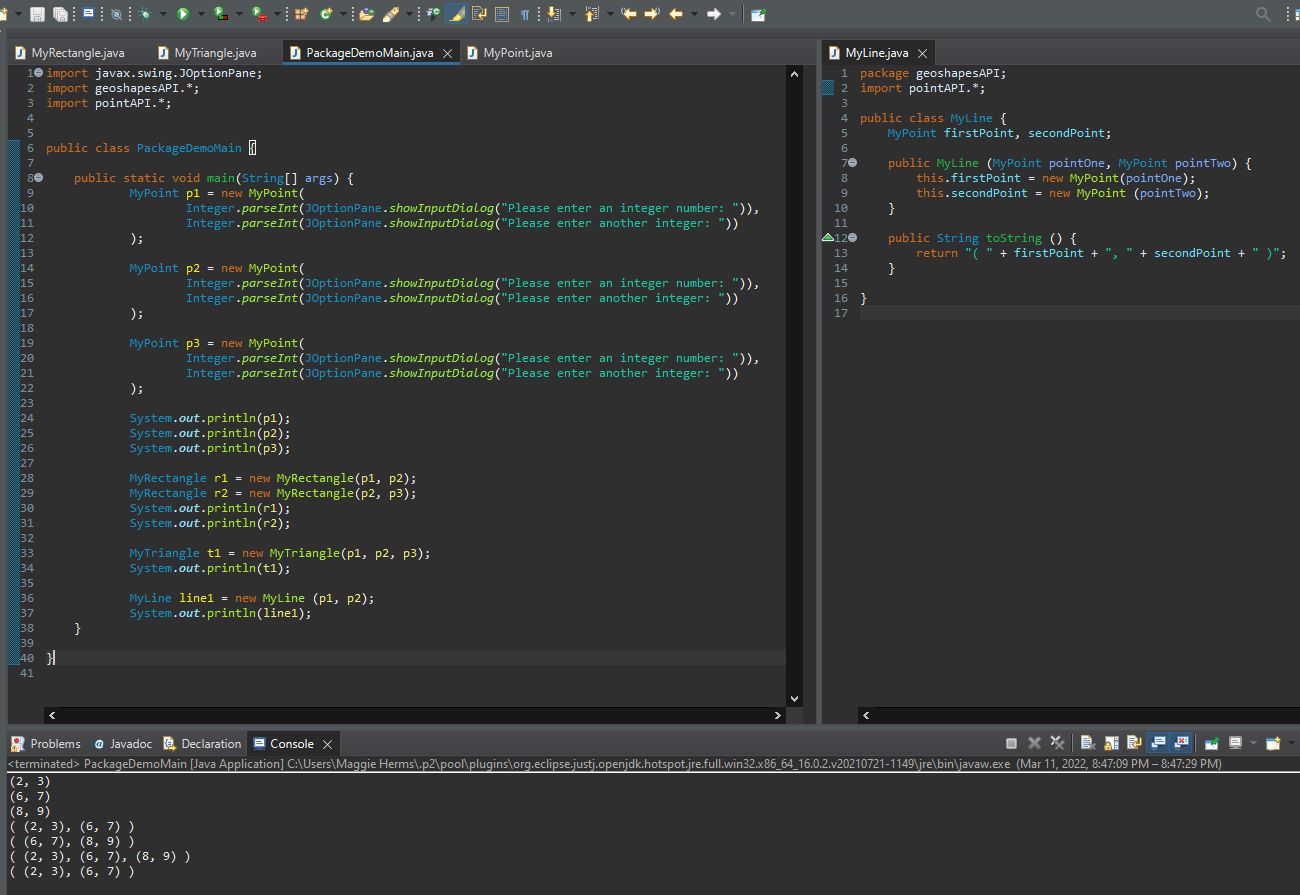 MyRectangle.java
MyTriangle.java
PackageDemoMain.java
MyPoint.java
1 import javax.swing.JOptionPane;
2 import geoshapesAPI.*;
3 import pointAPI.*;
4
5
6 public class PackageDemoMain {
7
8     public static void main(String[] args) {
9             MyPoint p1 = new MyPoint(
10                     Integer.parseInt(JOptionPane.showInputDialog("Please enter an integer number: ")),
11                     Integer.parseInt(JOptionPane.showInputDialog("Please enter another integer: "))
12             );
13
14             MyPoint p2 = new MyPoint(
15                     Integer.parseInt(JOptionPane.showInputDialog("Please enter an integer number: ")),
16                     Integer.parseInt(JOptionPane.showInputDialog("Please enter another integer: "))
17             );
18
19             MyPoint p3 = new MyPoint(
20                     Integer.parseInt(JOptionPane.showInputDialog("Please enter an integer number: ")),
21                     Integer.parseInt(JOptionPane.showInputDialog("Please enter another integer: "))
22             );
23
24             System.out.println(p1);
25             System.out.println(p2);
26             System.out.println(p3);
27
28             MyRectangle r1 = new MyRectangle(p1, p2);
29             MyRectangle r2 = new MyRectangle(p2, p3);
30             System.out.println(r1);
31             System.out.println(r2);
32
33             MyTriangle t1 = new MyTriangle(p1, p2, p3);
34             System.out.println(t1);
35
36             MyLine line1 = new MyLine (p1, p2);
37             System.out.println(line1);
38     }
39
40 }
41
MyLine.java
1 package geoshapesAPI;
2 import pointAPI.*;
3
4 public class MyLine {
5     MyPoint firstPoint, secondPoint;
6
7     public MyLine (MyPoint pointOne, MyPoint pointTwo) {
8         this.firstPoint = new MyPoint(pointOne);
9         this.secondPoint = new MyPoint (pointTwo);
10     }
11
12     public String toString () {
13         return "( " + firstPoint + ", " + secondPoint + " )";
14     }
15
16 }
17
Problems
Javadoc
Declaration
Console
<terminated> PackageDemoMain [Java Application] C:\Users\Maggie Herms\.p2\pool\plugins\org.eclipse.justj.openjdk.hotspot.jre.full.win32.x86_64_16.0.2.v20210721-1149\jre\bin\javaw.exe (Mar 11, 2022, 8:47:09 PM – 8:47:29 PM)
(2, 3)
(6, 7)
(8, 9)
( (2, 3), (6, 7) )
( (6, 7), (8, 9) )
( (2, 3), (6, 7), (8, 9) )
( (2, 3), (6, 7) )